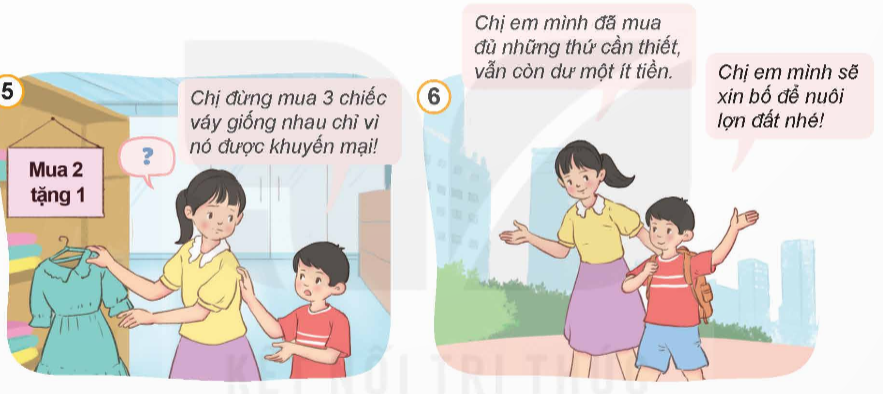 5
Chị đừng mua 3 chiếc
váy giống nhau chỉ vì
nó được khuyến mại!
Mua 2
tặng 1
?
6
Chị em mình đã mua
đủ những thứ cần thiết,
vẫn còn dư một ít tiền.
Chị em mình sẽ
xin bố để nuôi
lợn đất nhé!
KẾT NỐI TRI THỨC